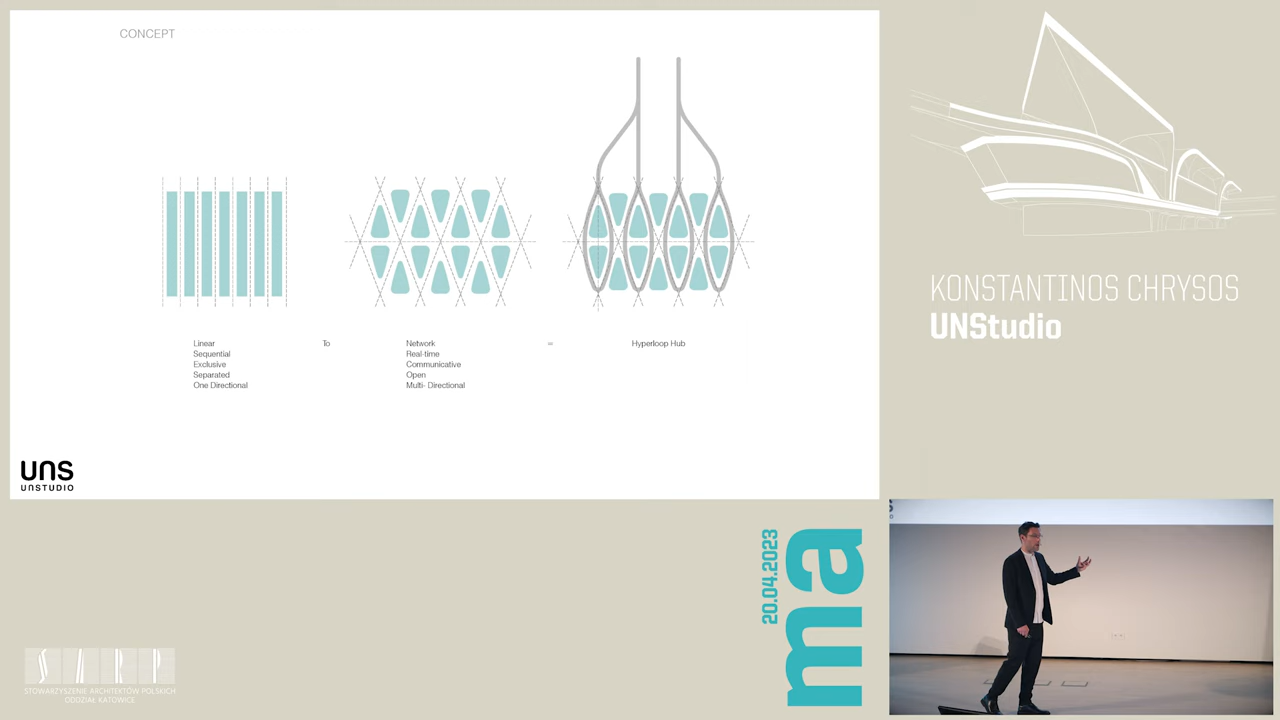 CONCEPT
Linear
Sequential
Exclusive
Separated
One Directional
To
Network
Real-time
Communicative
Open
Multi- Directional
=
Hyperloop Hub
uns
UNSTUDIO
KONSTANTINOS CHRYSOS
UNStudio
20.04.2023
ma
SARP
STOWARZYSZENIE ARCHITEKTÓW POLSKICH
ODDZIAŁ KATOWICE